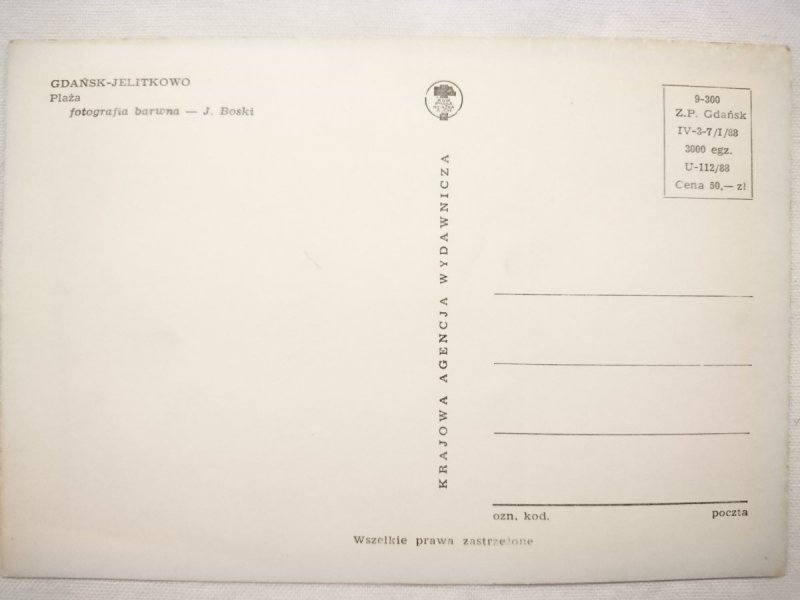 GDAŃSK-JELITKOWO
Plaża
fotografia barwna — J. Boski
KRAJOWA AGENCJA WYDAWNICZA
9-300
Z.P. Gdańsk
IV-3-7/I/88
3000 egz.
U-112/88
Cena 50,— zł
ozn. kod. poczta
Wszelkie prawa zastrzeżone